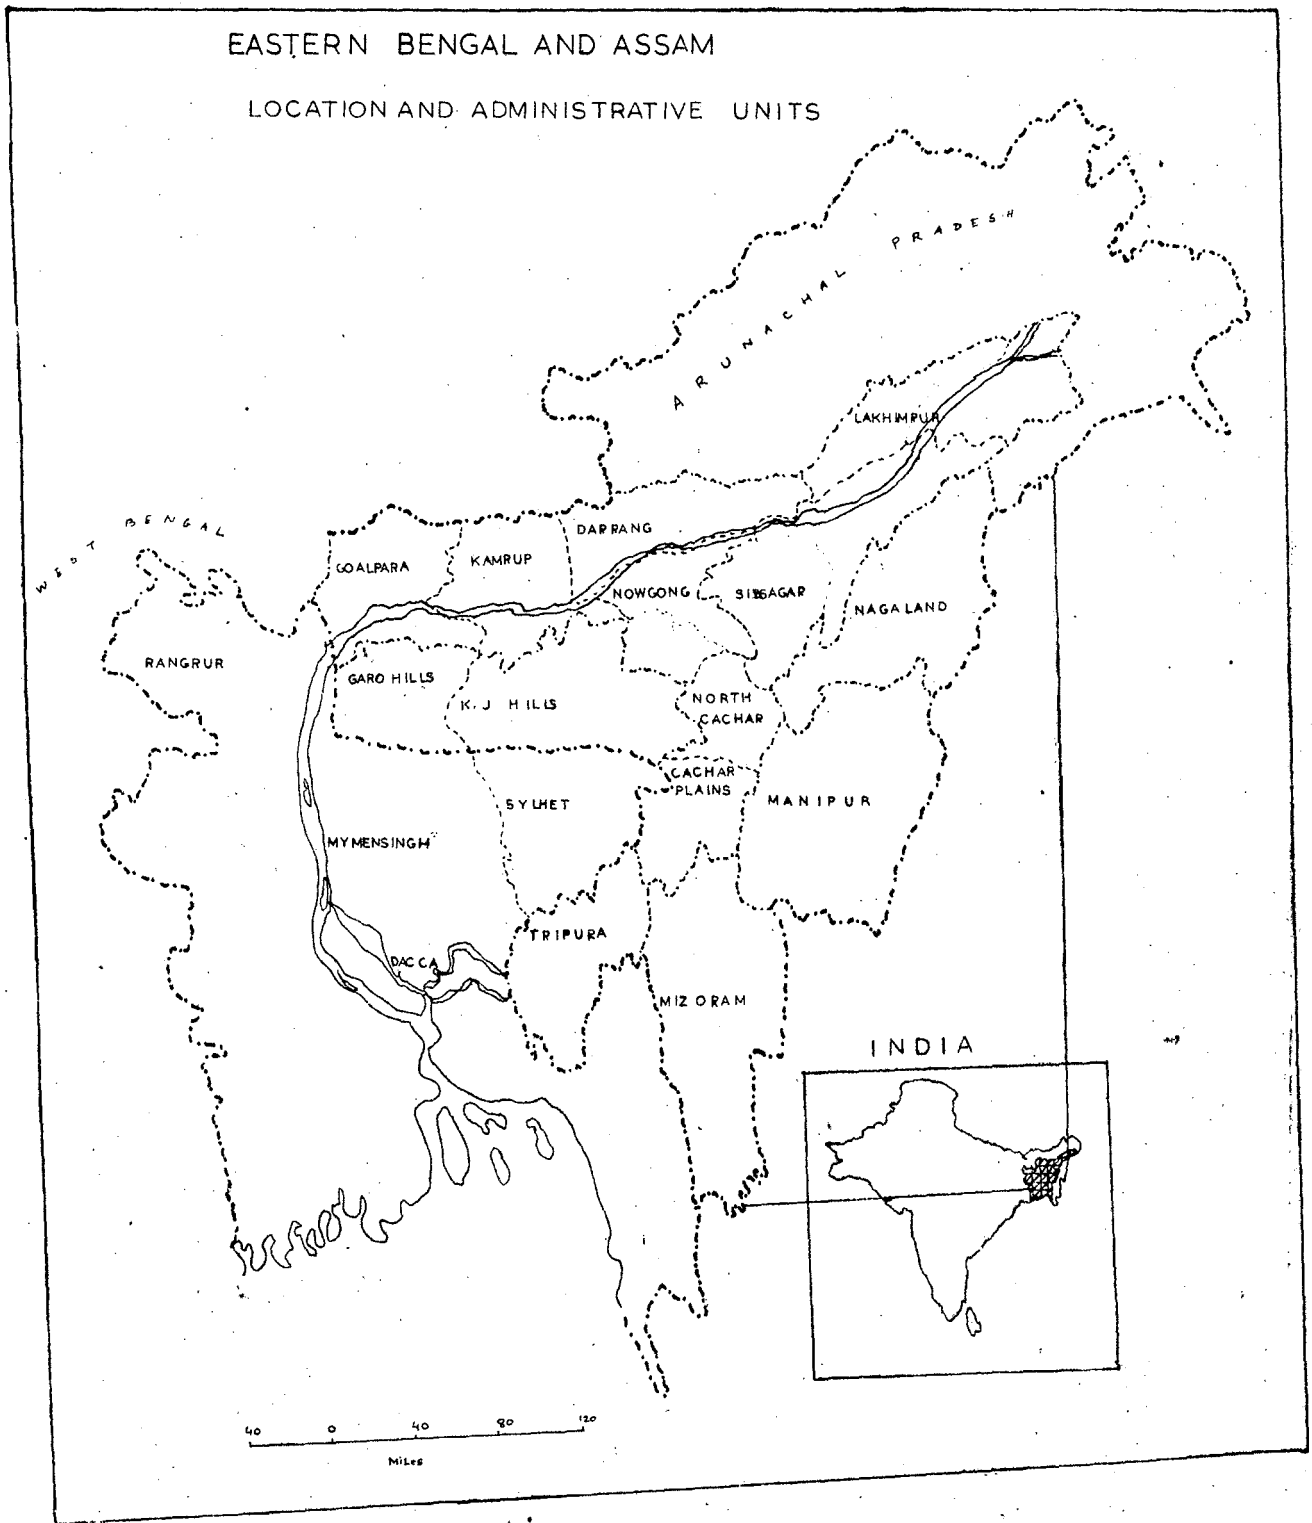 EASTERN BENGAL AND ASSAM
LOCATION AND ADMINISTRATIVE UNITS
ARUNACHAL PRADESH
LAKHIMPUR
WEST BENGAL
DARRANG
GOALPARA
KAMRUP
NOWGONG
SIBSAGAR
NAGALAND
RANGRUR
GARO HILLS
K.J HILLS
NORTH
CACHAR
CACHAR
PLAINS
SYLHET
MANIPUR
MYMENSINGH
TRIPURA
DACCA
MIZORAM
INDIA
40 0 40 80 120
Miles